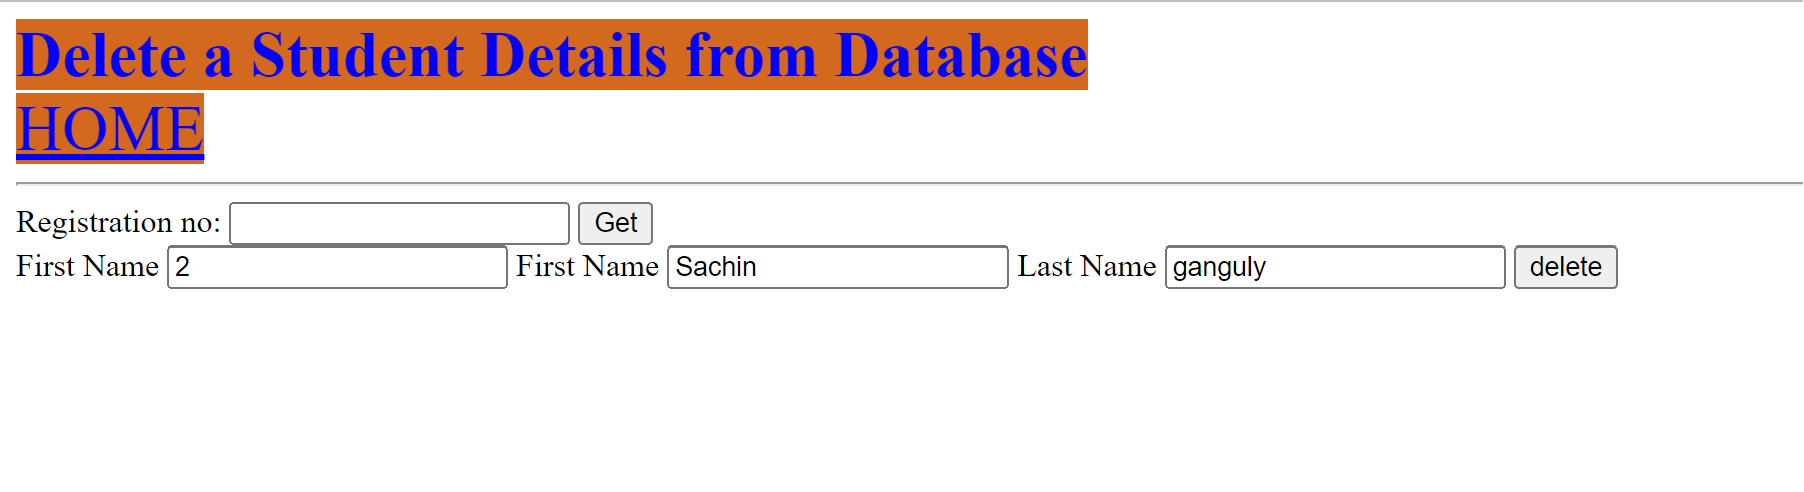 Delete a Student Details from Database
HOME
Registration no: Get
First Name 2 First Name Sachin Last Name ganguly delete